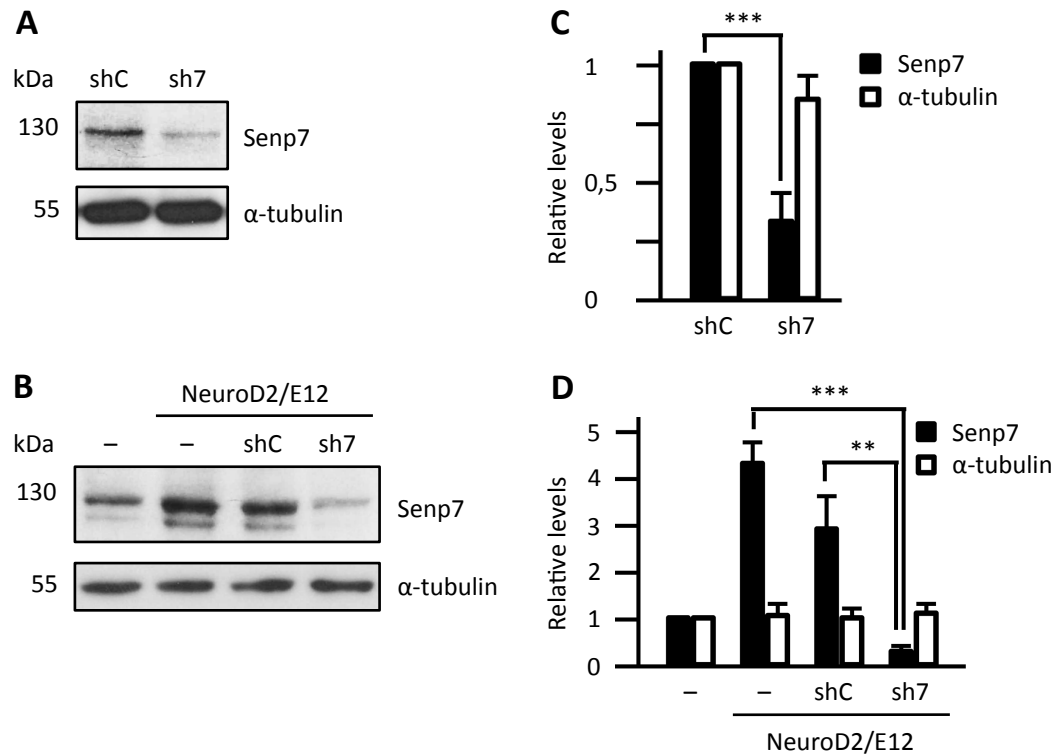 A
kDa shC sh7
130 Senp7
55 α-tubulin
B
NeuroD2/E12
kDa – – shC sh7
130 Senp7
55 α-tubulin
C
***
Senp7
α-tubulin
Relative levels
1
0,5
0
shC sh7
D
***
**
Senp7
α-tubulin
Relative levels
5
4
3
2
1
0
– – shC sh7
NeuroD2/E12